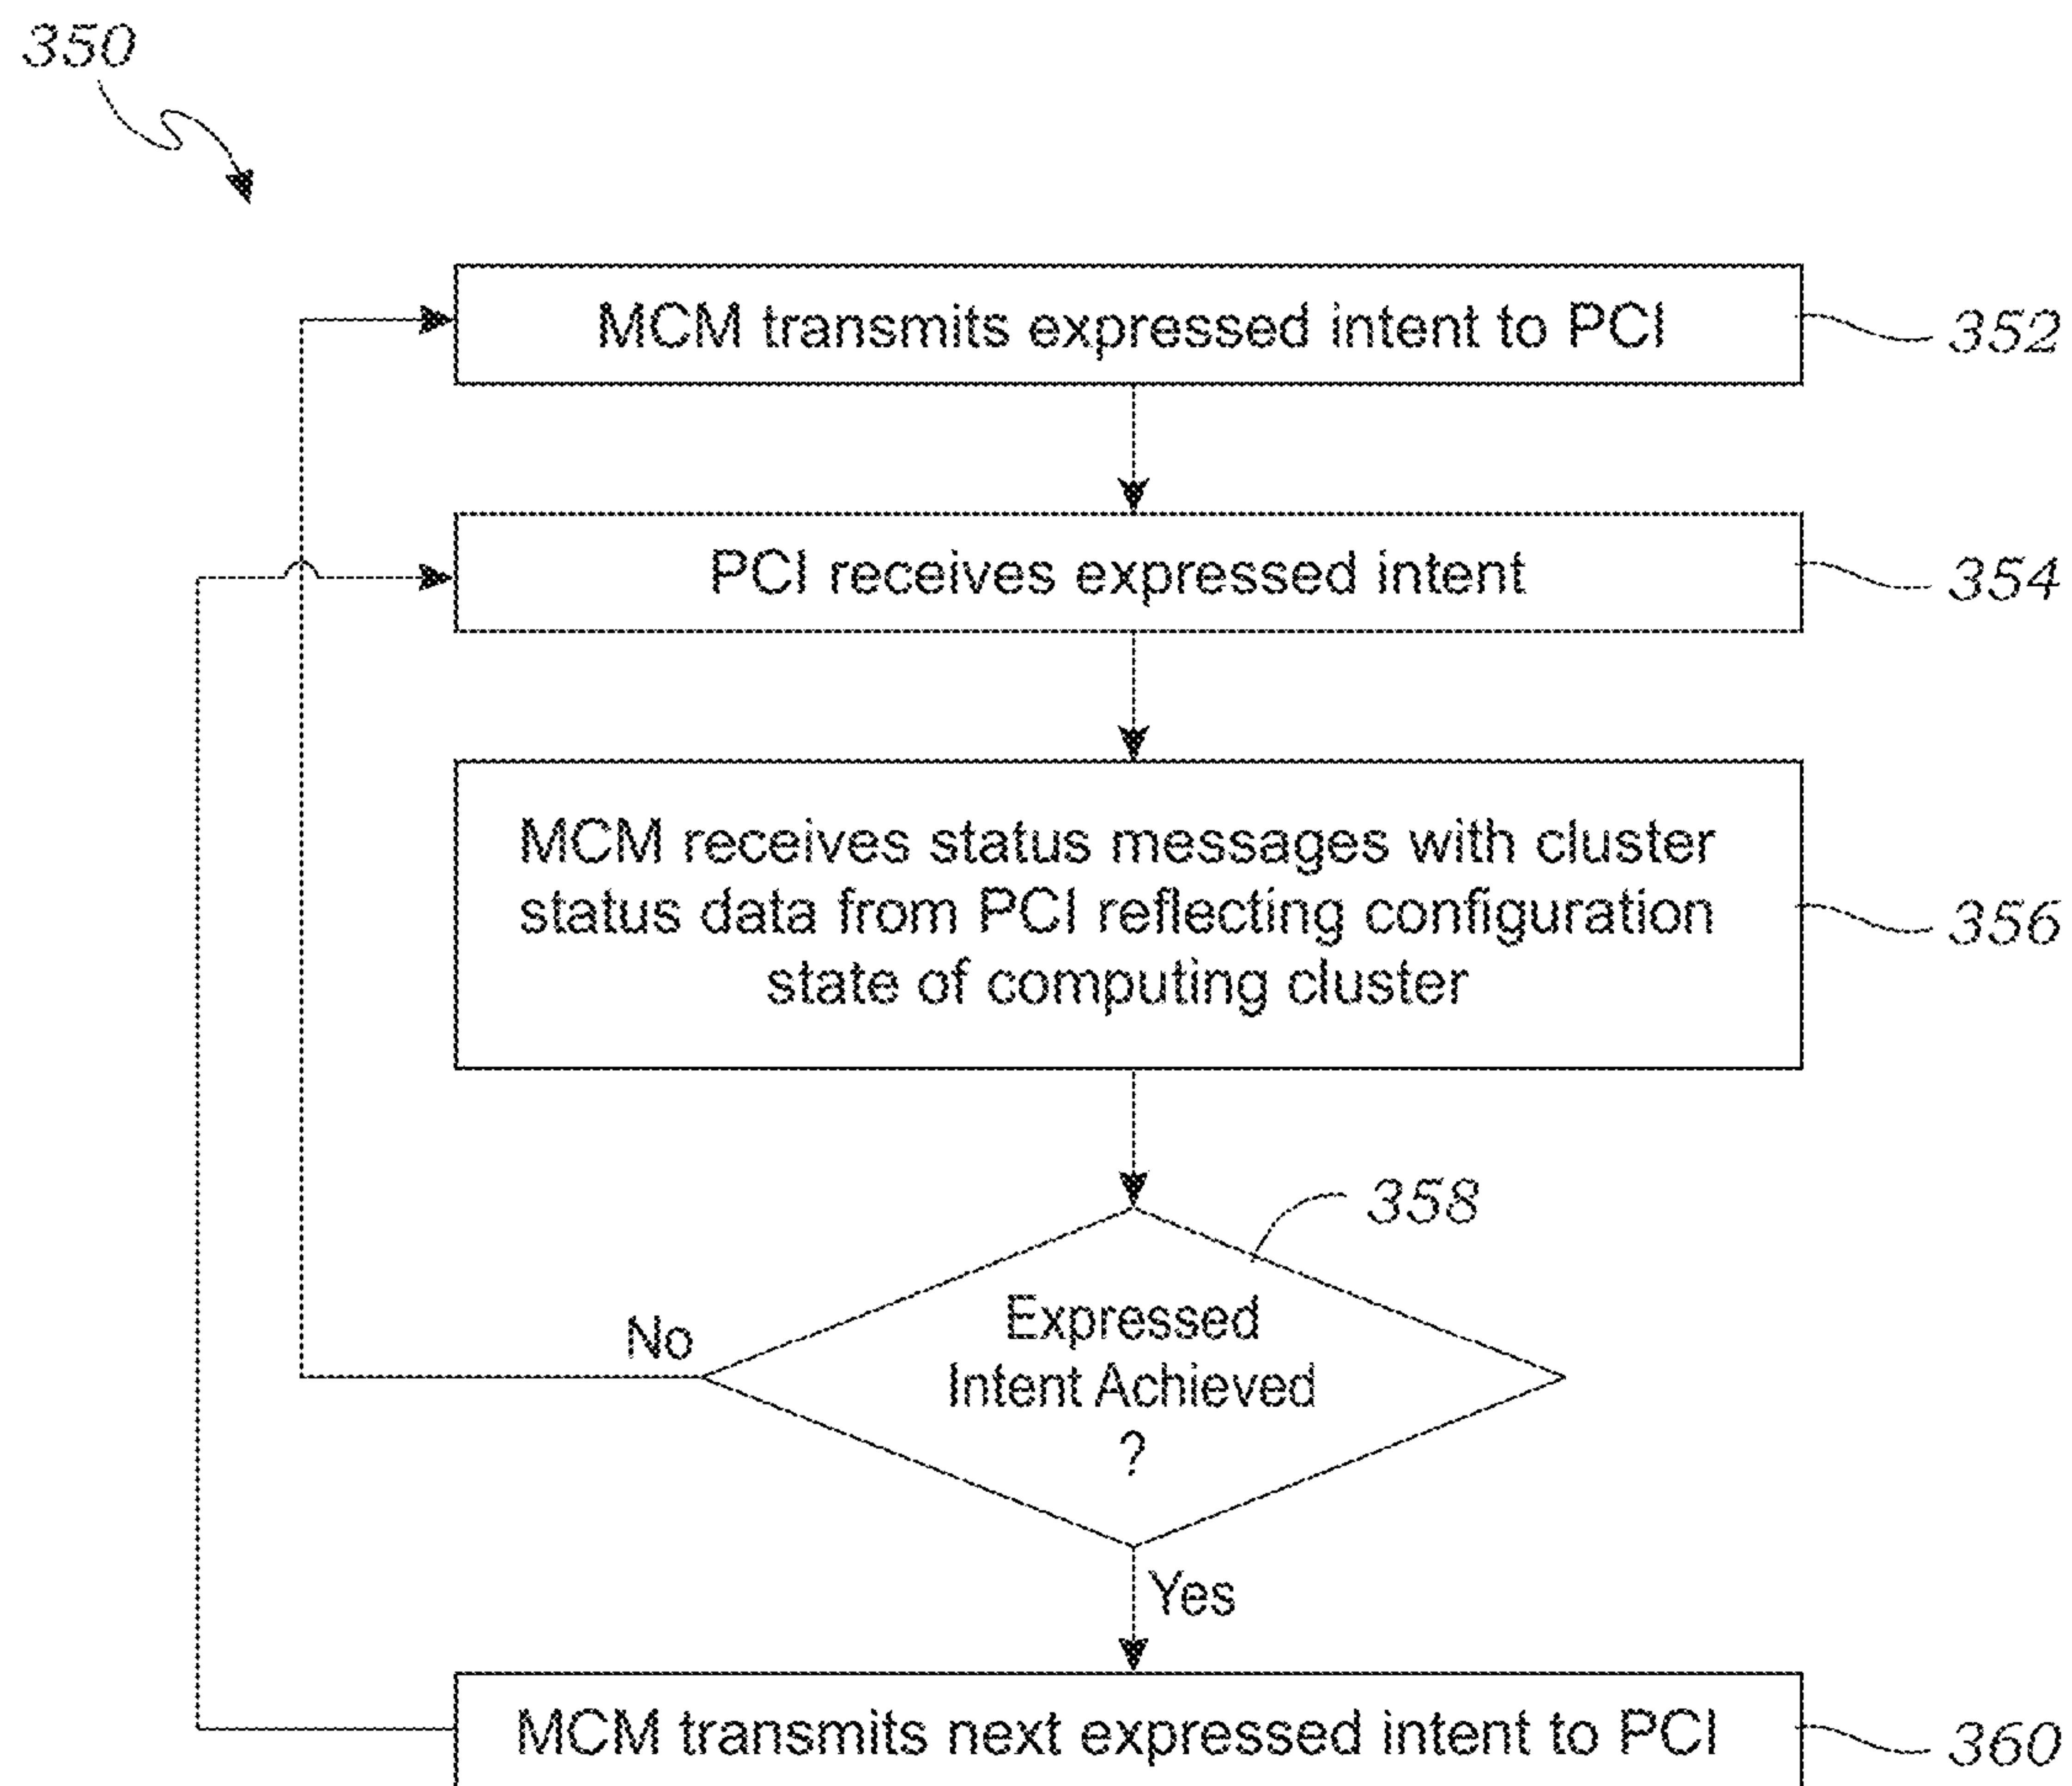 350
MCM transmits expressed intent to PCI
352
PCI receives expressed intent
354
MCM receives status messages with cluster
status data from PCI reflecting configuration
state of computing cluster
356
358
Expressed
Intent Achieved
?
No
Yes
MCM transmits next expressed intent to PCI
360